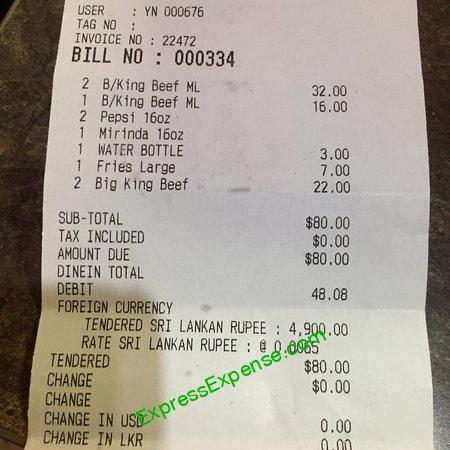 USER : YN 000676
TAG NO :
INVOICE NO : 22472
BILL NO : 000334
2 B/King Beef ML 32.00
1 B/King Beef ML 16.00
2 Pepsi 16oz
1 Mirinda 16oz
1 WATER BOTTLE 3.00
1 Fries Large 7.00
2 Big King Beef 22.00
SUB-TOTAL $80.00
TAX INCLUDED $0.00
AMOUNT DUE $80.00
DINEIN TOTAL
DEBIT 48.08
FOREIGN CURRENCY
TENDERED SRI LANKAN RUPEE : 4,900.00
RATE SRI LANKAN RUPEE : @ 0.0065
TENDERED $80.00
CHANGE $0.00
CHANGE
CHANGE IN USD 0.00
CHANGE IN LKR 0.00
ExpressExpense.com